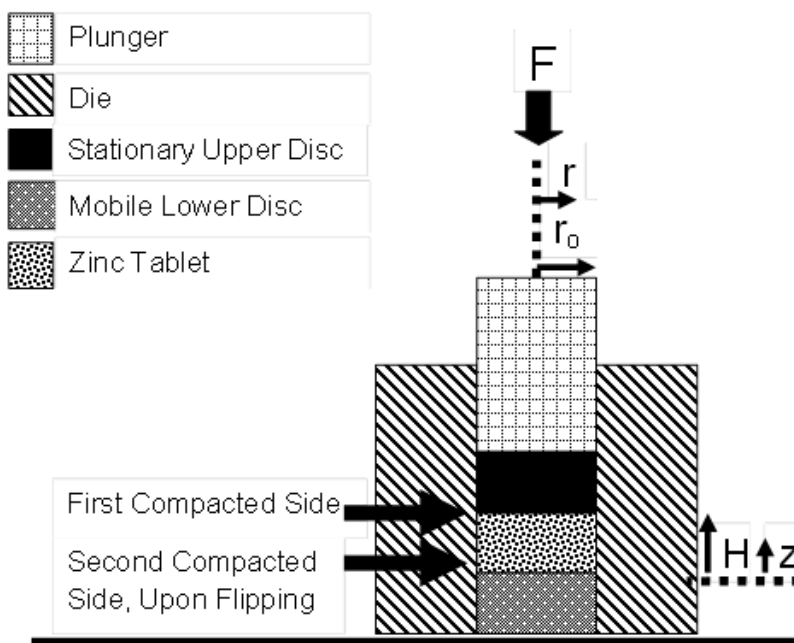 Plunger
Die
Stationary Upper Disc
Mobile Lower Disc
Zinc Tablet
F
r
r₀
First Compacted Side
Second Compacted
Side, Upon Flipping
H
z